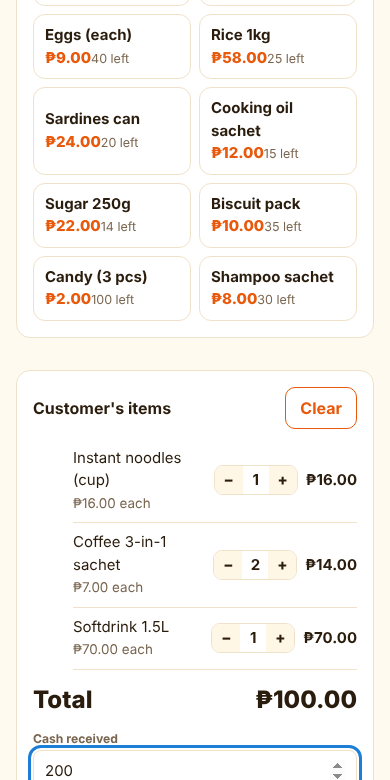 Eggs (each)
₱9.00 40 left
Rice 1kg
₱58.00 25 left
Sardines can
₱24.00 20 left
Cooking oil
sachet
₱12.00 15 left
Sugar 250g
₱22.00 14 left
Biscuit pack
₱10.00 35 left
Candy (3 pcs)
₱2.00 100 left
Shampoo sachet
₱8.00 30 left
Customer's items
Clear
Instant noodles
(cup)
₱16.00 each
− 1 + ₱16.00
Coffee 3-in-1
sachet
₱7.00 each
− 2 + ₱14.00
Softdrink 1.5L
₱70.00 each
− 1 + ₱70.00
Total ₱100.00
Cash received
200